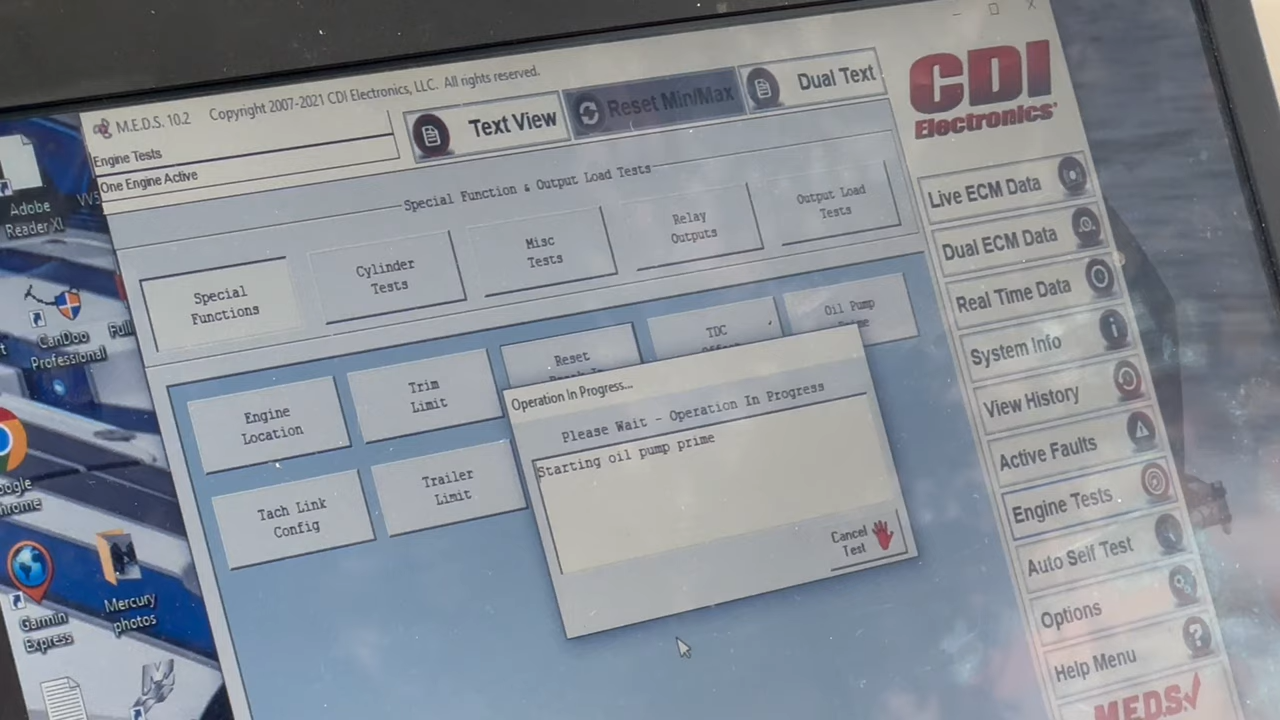 M.E.D.S. 10.2 Copyright 2007-2021 CDI Electronics, LLC. All rights reserved.
Engine Tests
One Engine Active
Text View
Reset Min/Max
Dual Text
CDI
Electronics
Special Function & Output Load Tests
Special
Functions
Cylinder
Tests
Misc
Tests
Relay
Outputs
Output Load
Tests
Engine
Location
Trim
Limit
Reset
TDC
Oil Pump
Tach Link
Config
Trailer
Limit
Operation In Progress...
Please Wait - Operation In Progress
Starting oil pump prime
Cancel
Test
Live ECM Data
Dual ECM Data
Real Time Data
System Info
View History
Active Faults
Engine Tests
Auto Self Test
Options
Help Menu
M.E.D.S.
Adobe
Reader XI
CanDoo
Professional
Full
Garmin
Express
Mercury
photos